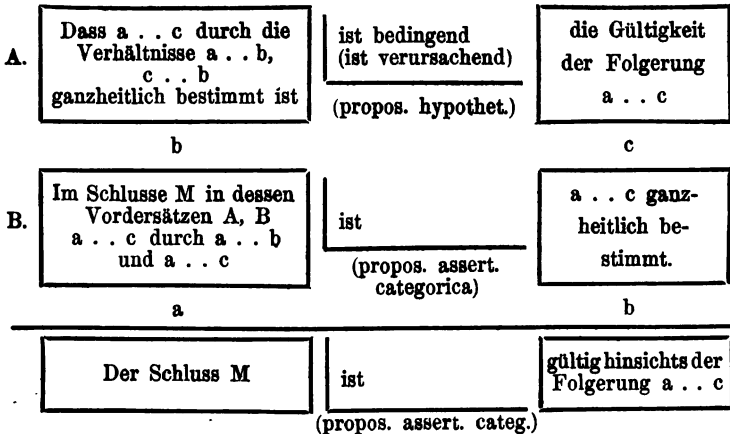 A.
Dass a . . c durch die
Verhältnisse a . . b,
c . . b
ganzheitlich bestimmt ist
ist bedingend
(ist verursachend)
(propos. hypothet.)
die Gültigkeit
der Folgerung
a . . c
b
c
B.
Im Schlusse M in dessen
Vordersätzen A, B
a . . c durch a . . b
und a . . c
ist
(propos. assert.
categorica)
a . . c ganz-
heitlich be-
stimmt.
a
b
Der Schluss M
ist
(propos. assert. categ.)
gültig hinsichts der
Folgerung a . . c